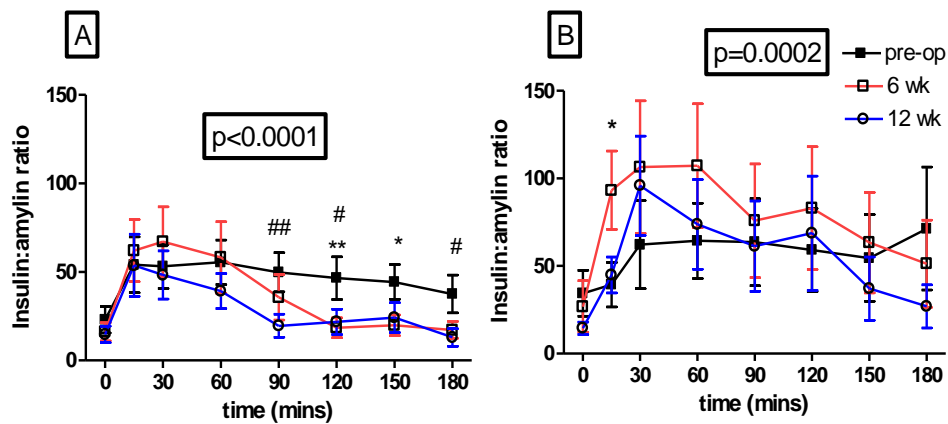 A
p<0.0001
Insulin:amylin ratio
150
100
50
0
##
#
**
*
#
0 30 60 90 120 150 180
time (mins)
B
p=0.0002
pre-op
6 wk
12 wk
Insulin:amylin ratio
150
100
50
0
*
0 30 60 90 120 150 180
time (mins)